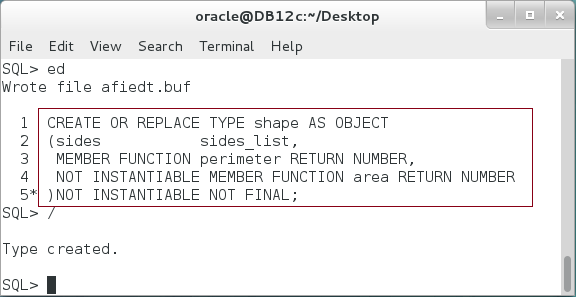 oracle@DB12c:~/Desktop
File Edit View Search Terminal Help
SQL> ed
Wrote file afiedt.buf
1 CREATE OR REPLACE TYPE shape AS OBJECT
2 (sides sides_list,
3 MEMBER FUNCTION perimeter RETURN NUMBER,
4 NOT INSTANTIABLE MEMBER FUNCTION area RETURN NUMBER
5* )NOT INSTANTIABLE NOT FINAL;
SQL> /
Type created.
SQL>